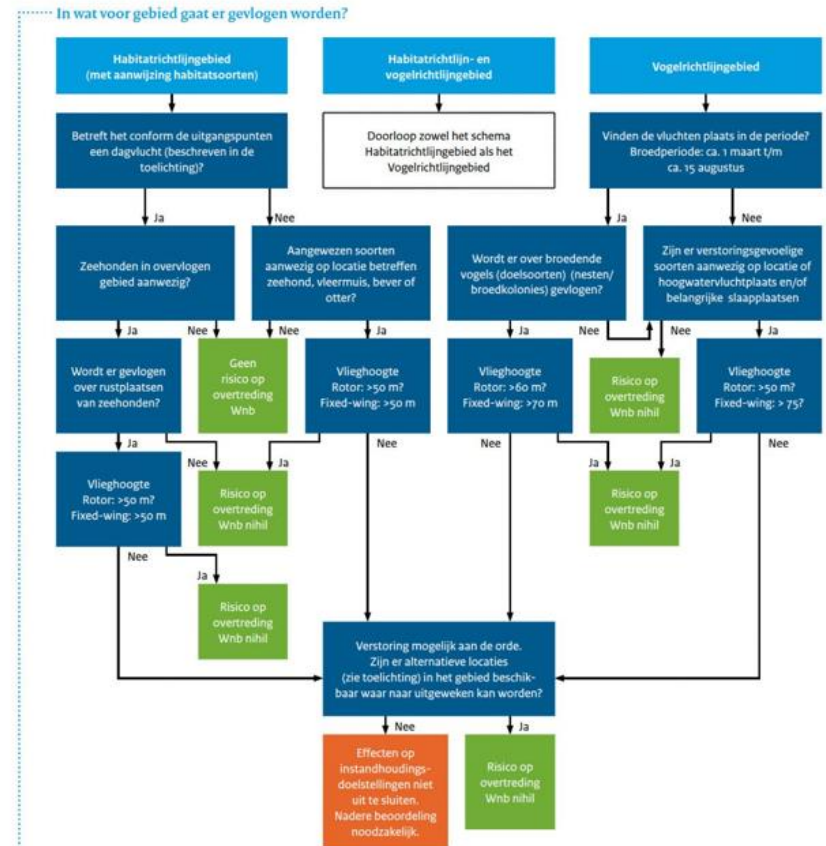 In wat voor gebied gaat er gevlogen worden?
Habitatrichtlijngebied
(met aanwijzing habitatsoorten)
Habitatrichtlijn- en
vogelrichtlijngebied
Vogelrichtlijngebied
Betreft het conform de uitgangspunten
een dagvlucht (beschreven in de
toelichting)?
Doorloop zowel het schema
Habitatrichtlijngebied als het
Vogelrichtlijngebied
Vinden de vluchten plaats in de periode?
Broedperiode: ca. 1 maart t/m
ca. 15 augustus
Ja
Nee
Ja
Nee
Zeehonden in overvlogen
gebied aanwezig?
Aangewezen soorten
aanwezig op locatie betreffen
zeehond, vleermuis, bever of
otter?
Wordt er over broedende
vogels (doelsoorten) (nesten/
broedkolonies) gevlogen?
Zijn er verstoringsgevoelige
soorten aanwezig op locatie of
hoogwatervluchtplaats en/of
belangrijke slaapplaatsen
Ja
Nee
Nee
Ja
Ja
Nee
Nee
Ja
Wordt er gevlogen
over rustplaatsen
van zeehonden?
Geen
risico op
overtreding
Wnb
Vlieghoogte
Rotor: >50 m?
Fixed-wing: >50 m
Vlieghoogte
Rotor: >60 m?
Fixed-wing: >70 m
Risico op
overtreding
Wnb nihil
Vlieghoogte
Rotor: >50 m?
Fixed-wing: > 75?
Ja
Nee
Ja
Nee
Nee
Ja
Ja
Nee
Vlieghoogte
Rotor: >50 m?
Fixed-wing: >50 m
Risico op
overtreding
Wnb nihil
Risico op
overtreding
Wnb nihil
Nee
Ja
Risico op
overtreding
Wnb nihil
Verstoring mogelijk aan de orde.
Zijn er alternatieve locaties
(zie toelichting) in het gebied beschik-
baar waar naar uitgeweken kan worden?
Nee
Ja
Effecten op
instandhoudings-
doelstellingen niet
uit te sluiten.
Nadere beoordeling
noodzakelijk.
Risico op
overtreding
Wnb nihil